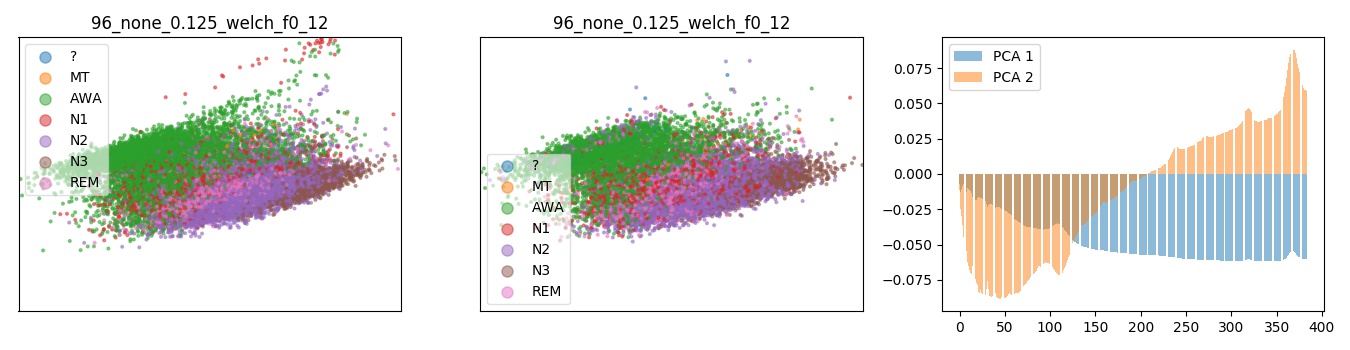 96_none_0.125_welch_f0_12
?
MT
AWA
N1
N2
N3
REM
96_none_0.125_welch_f0_12
?
MT
AWA
N1
N2
N3
REM
PCA 1
PCA 2
0.075
0.050
0.025
0.000
−0.025
−0.050
−0.075
0 50 100 150 200 250 300 350 400